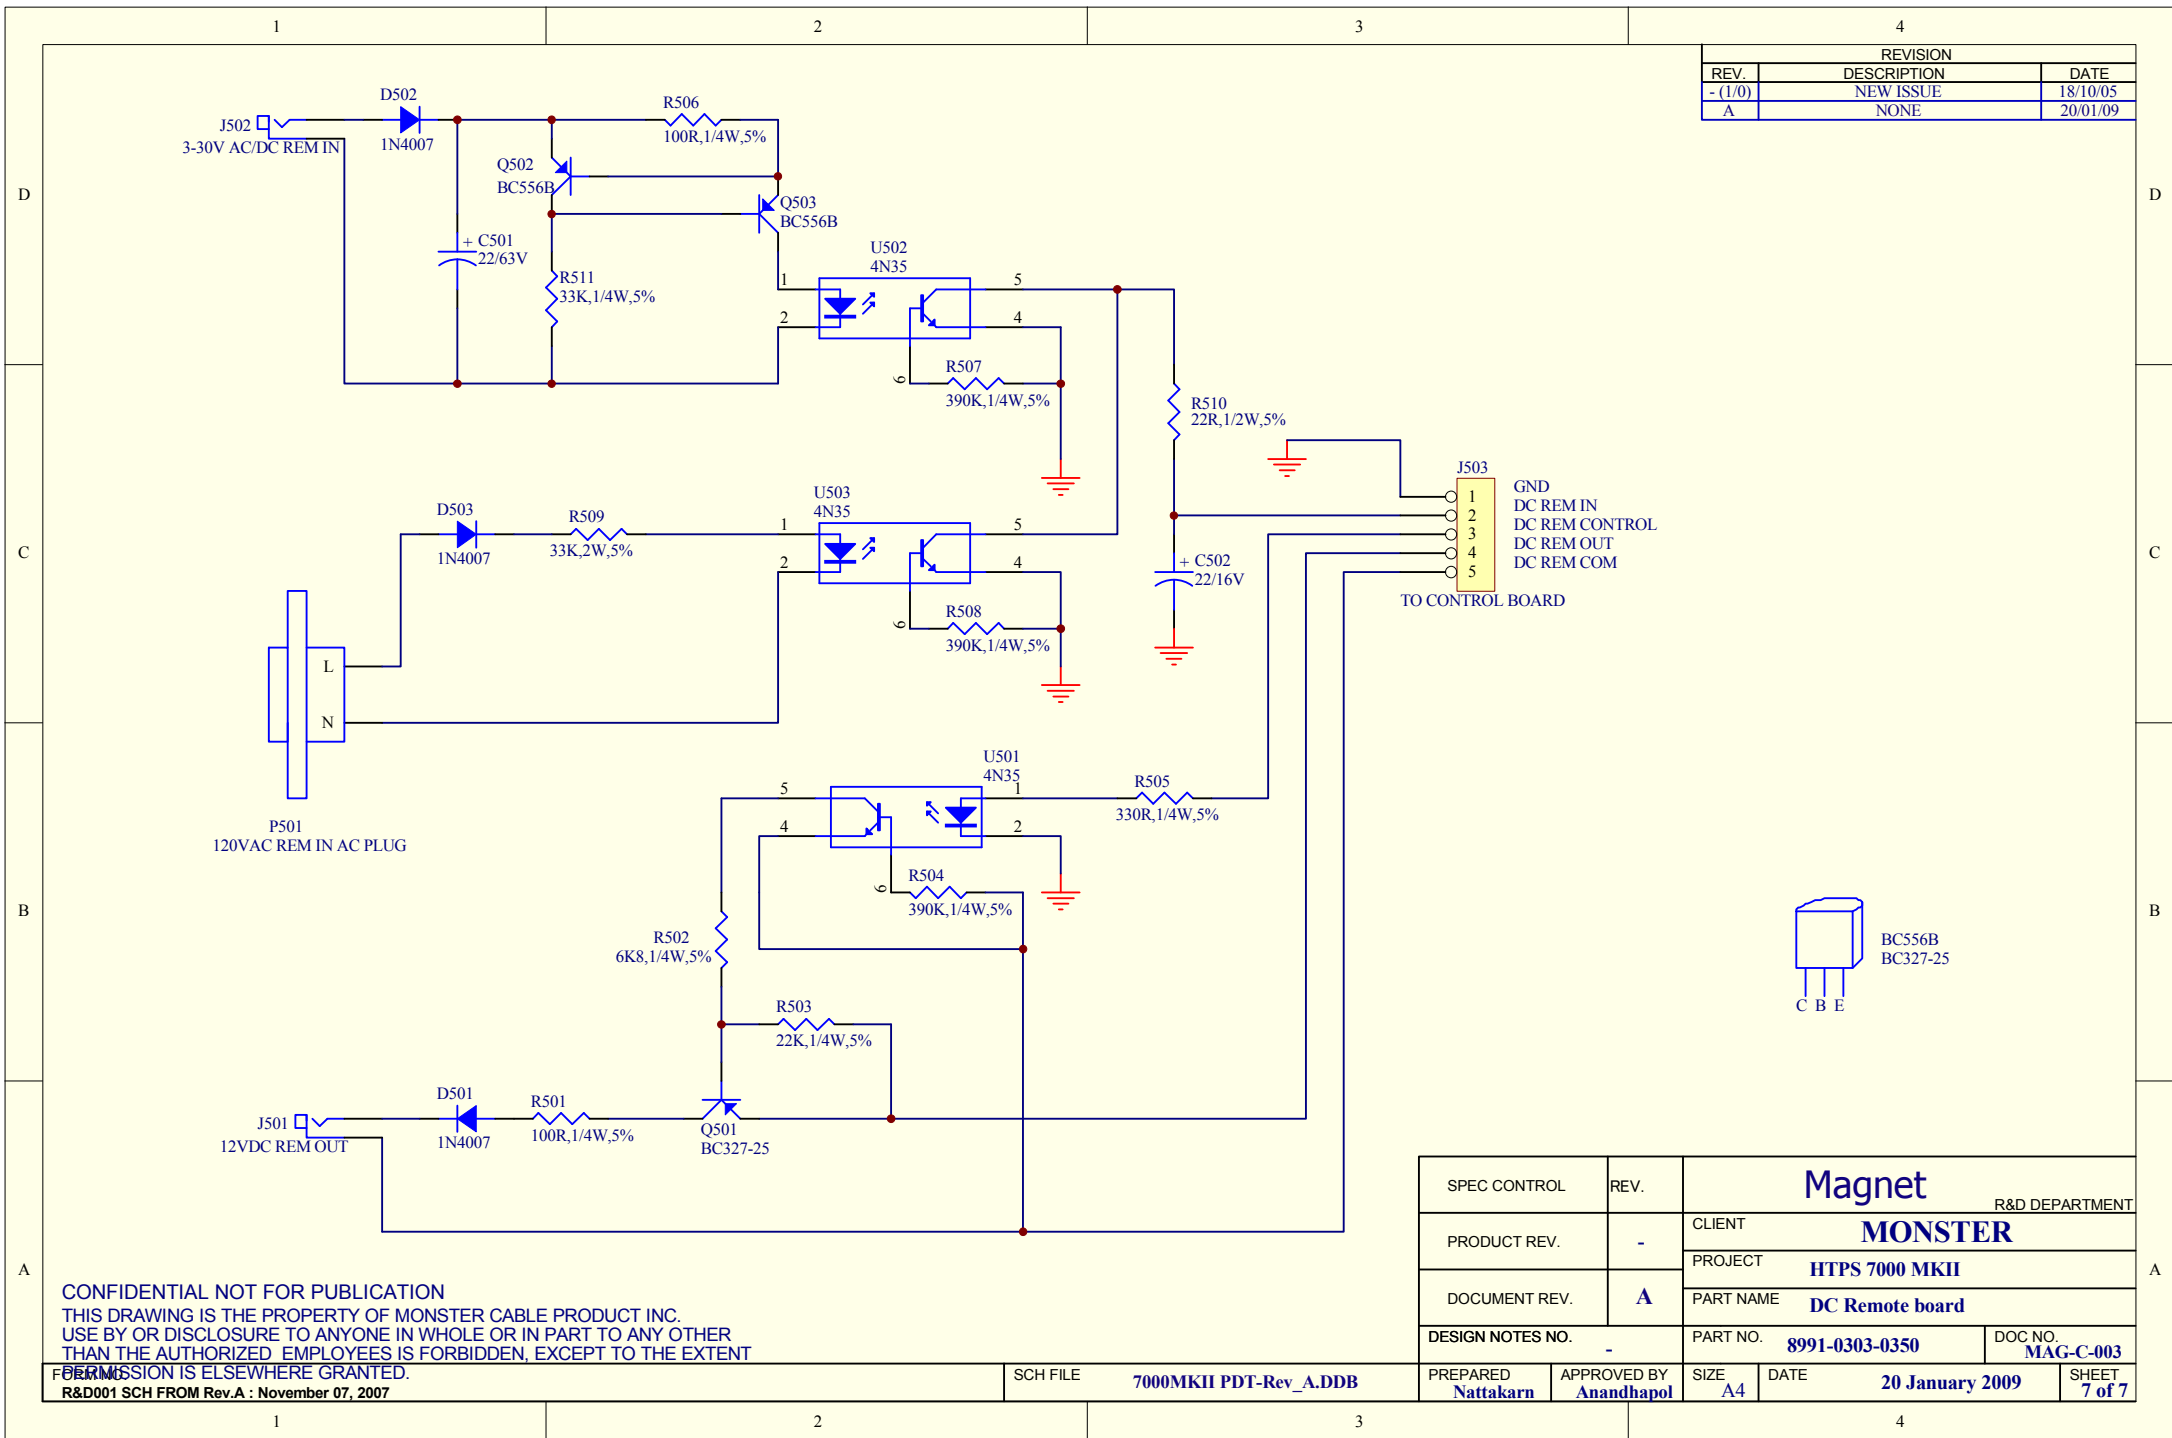 1 2 3 4
REVISION
REV. DESCRIPTION DATE
- (1/0) NEW ISSUE 18/10/05
A NONE 20/01/09
D D
C C
B B
A A
J502
3-30V AC/DC REM IN
D502
1N4007
R506
100R,1/4W,5%
Q502
BC556B
Q503
BC556B
+ C501
22/63V
R511
33K,1/4W,5%
U502
4N35
1
2
5
4
6
R507
390K,1/4W,5%
R510
22R,1/2W,5%
D503
1N4007
R509
33K,2W,5%
U503
4N35
1
2
5
4
6
R508
390K,1/4W,5%
+ C502
22/16V
J503
1 GND
2 DC REM IN
3 DC REM CONTROL
4 DC REM OUT
5 DC REM COM
TO CONTROL BOARD
L
N
P501
120VAC REM IN AC PLUG
U501
4N35
5
4
1
2
6
R505
330R,1/4W,5%
R504
390K,1/4W,5%
R502
6K8,1/4W,5%
R503
22K,1/4W,5%
BC556B
BC327-25
C B E
J501
12VDC REM OUT
D501
1N4007
R501
100R,1/4W,5%
Q501
BC327-25
CONFIDENTIAL NOT FOR PUBLICATION
THIS DRAWING IS THE PROPERTY OF MONSTER CABLE PRODUCT INC.
USE BY OR DISCLOSURE TO ANYONE IN WHOLE OR IN PART TO ANY OTHER
THAN THE AUTHORIZED EMPLOYEES IS FORBIDDEN, EXCEPT TO THE EXTENT
PERMISSION IS ELSEWHERE GRANTED.
FORM NO:
R&D001 SCH FROM Rev.A : November 07, 2007
SCH FILE 7000MKII PDT-Rev_A.DDB
SPEC CONTROL REV.
Magnet
R&D DEPARTMENT
PRODUCT REV. -
CLIENT MONSTER
PROJECT HTPS 7000 MKII
DOCUMENT REV. A
PART NAME DC Remote board
DESIGN NOTES NO. -
PART NO. 8991-0303-0350
DOC NO. MAG-C-003
PREPARED Nattakarn
APPROVED BY Anandhapol
SIZE A4
DATE 20 January 2009
SHEET 7 of 7
1 2 3 4